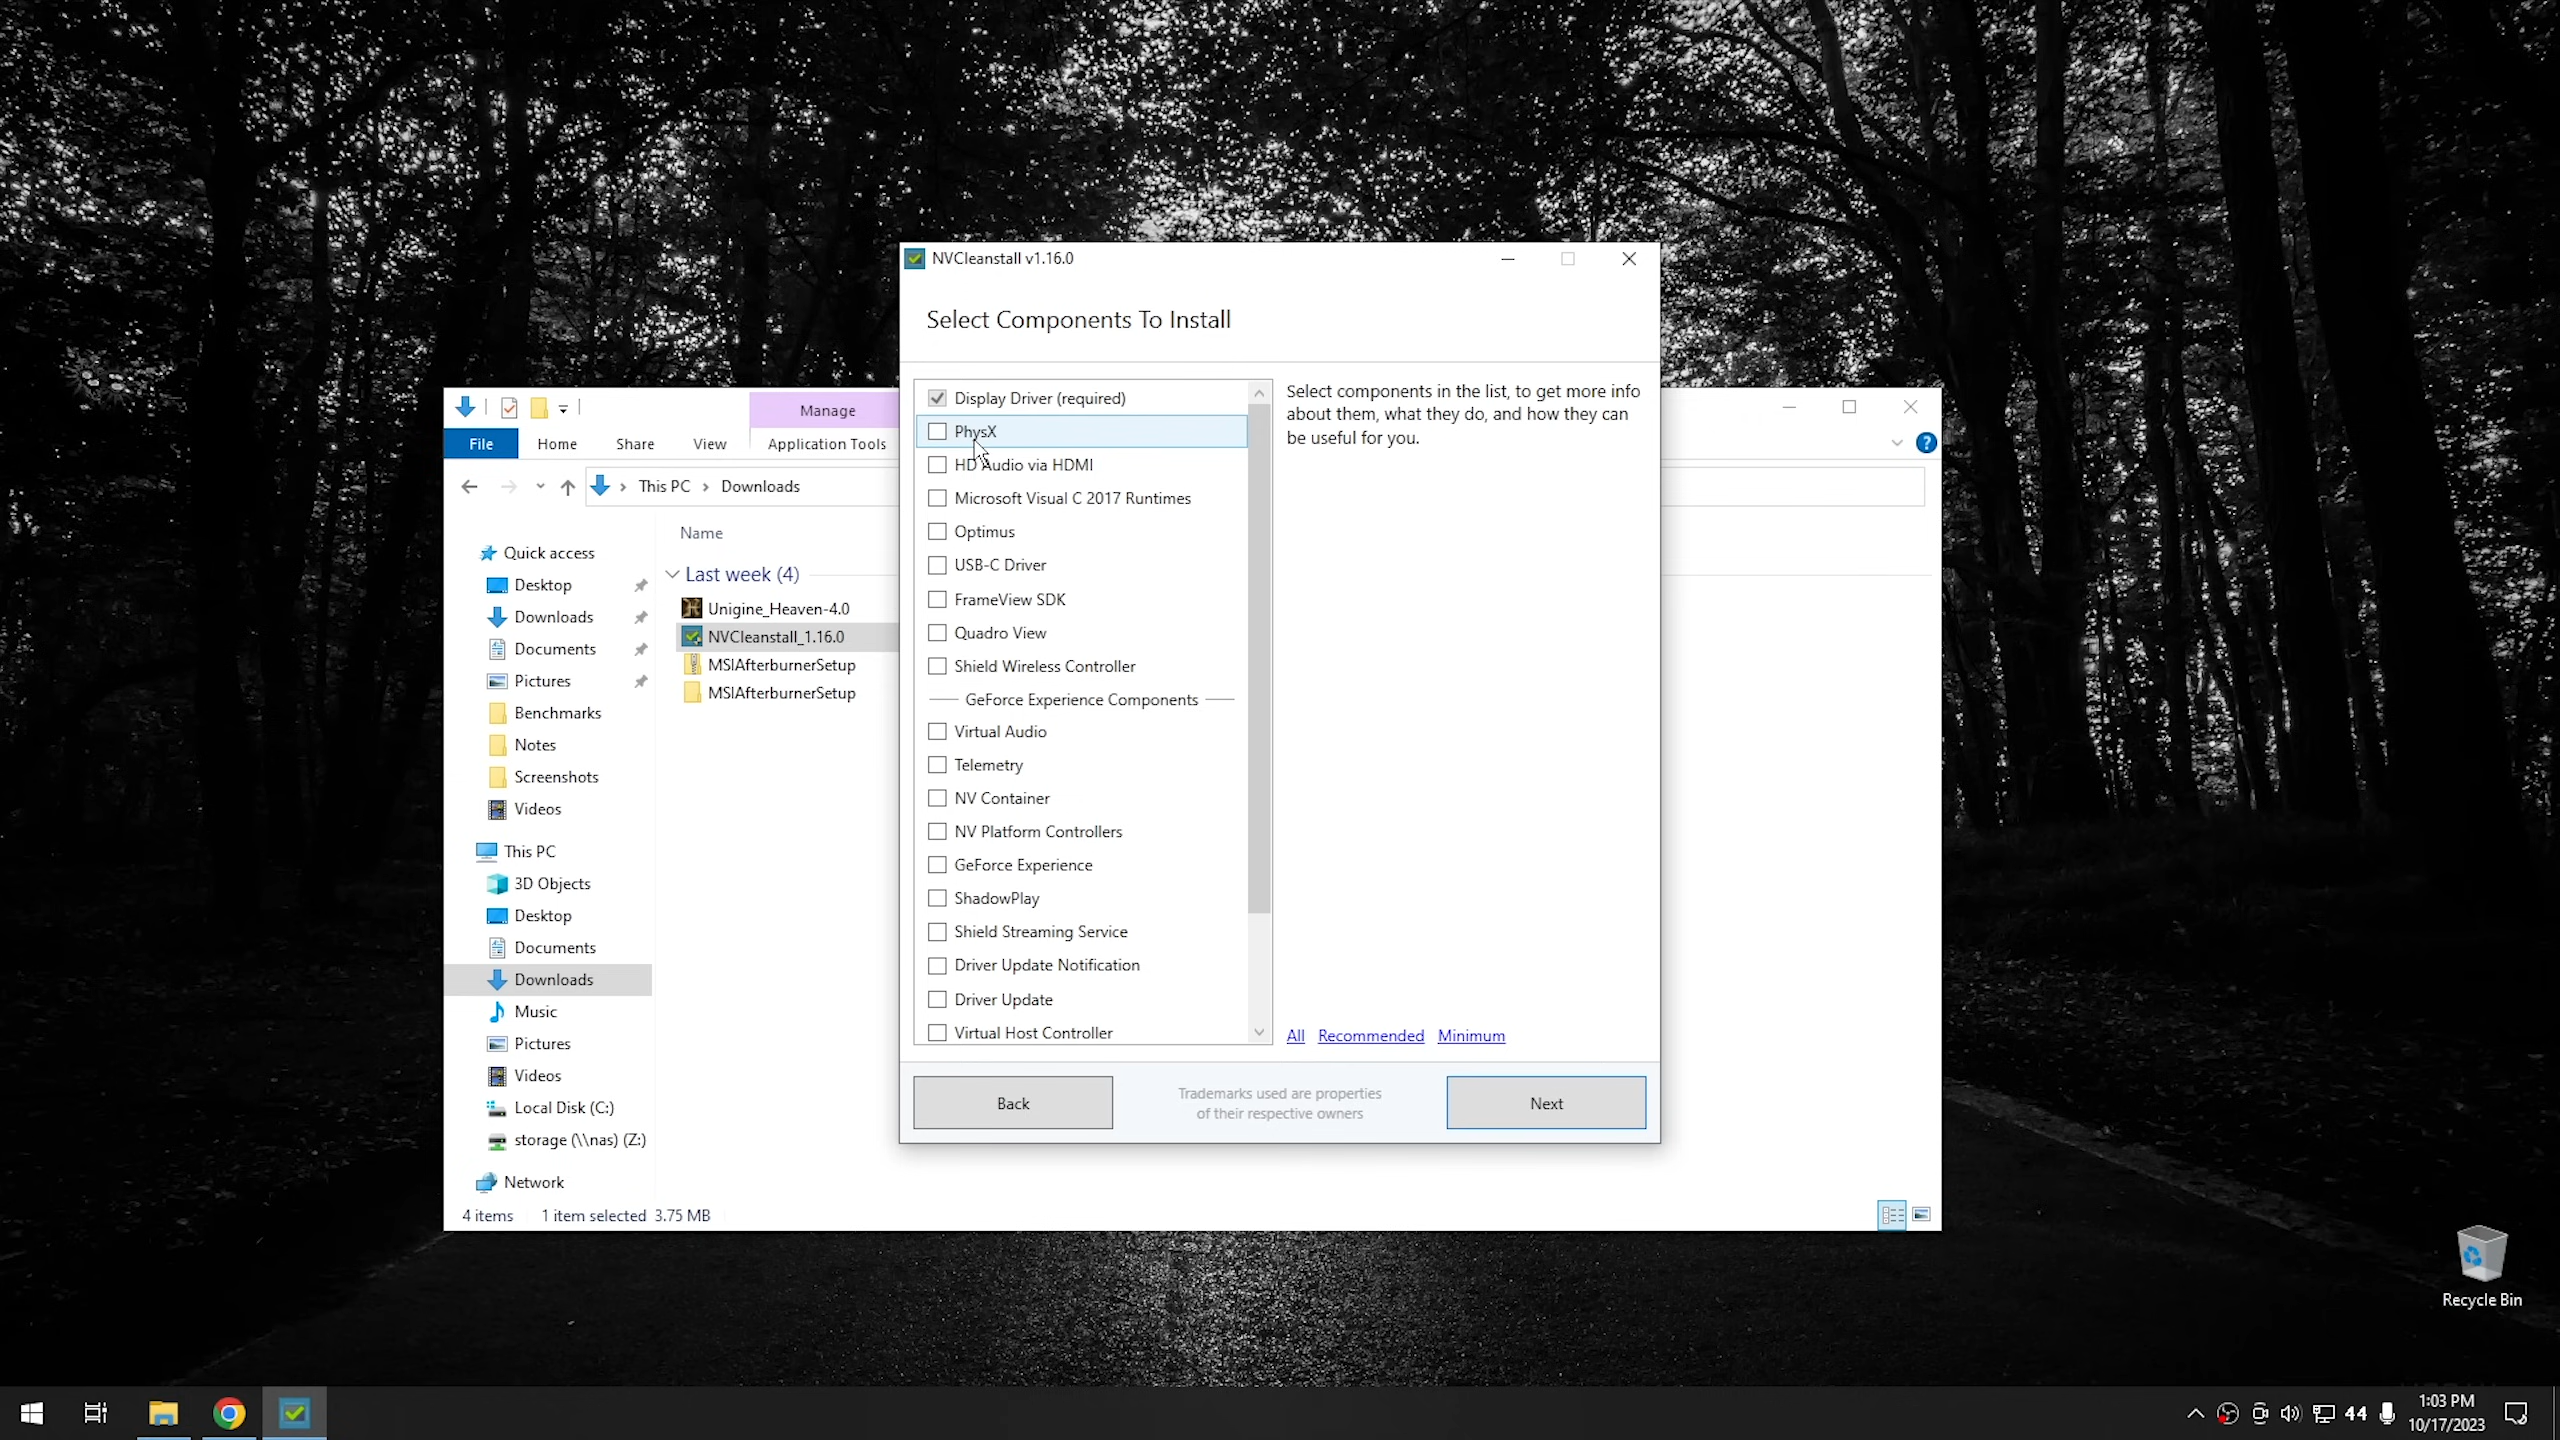 NVCleanstall v1.16.0
Select Components To Install
Display Driver (required)
PhysX
HD Audio via HDMI
Microsoft Visual C 2017 Runtimes
Optimus
USB-C Driver
FrameView SDK
Quadro View
Shield Wireless Controller
GeForce Experience Components
Virtual Audio
Telemetry
NV Container
NV Platform Controllers
GeForce Experience
ShadowPlay
Shield Streaming Service
Driver Update Notification
Driver Update
Virtual Host Controller
Select components in the list, to get more info
about them, what they do, and how they can
be useful for you.
All Recommended Minimum
Back
Trademarks used are properties
of their respective owners
Next
Manage
File Home Share View Application Tools
This PC Downloads
Name
Last week (4)
Unigine_Heaven-4.0
NVCleanstall_1.16.0
MSIAfterburnerSetup
MSIAfterburnerSetup
Quick access
Desktop
Downloads
Documents
Pictures
Benchmarks
Notes
Screenshots
Videos
This PC
3D Objects
Desktop
Documents
Downloads
Music
Pictures
Videos
Local Disk (C:)
storage (\\nas) (Z:)
Network
4 items 1 item selected 3.75 MB
Recycle Bin
44
1:03 PM
10/17/2023